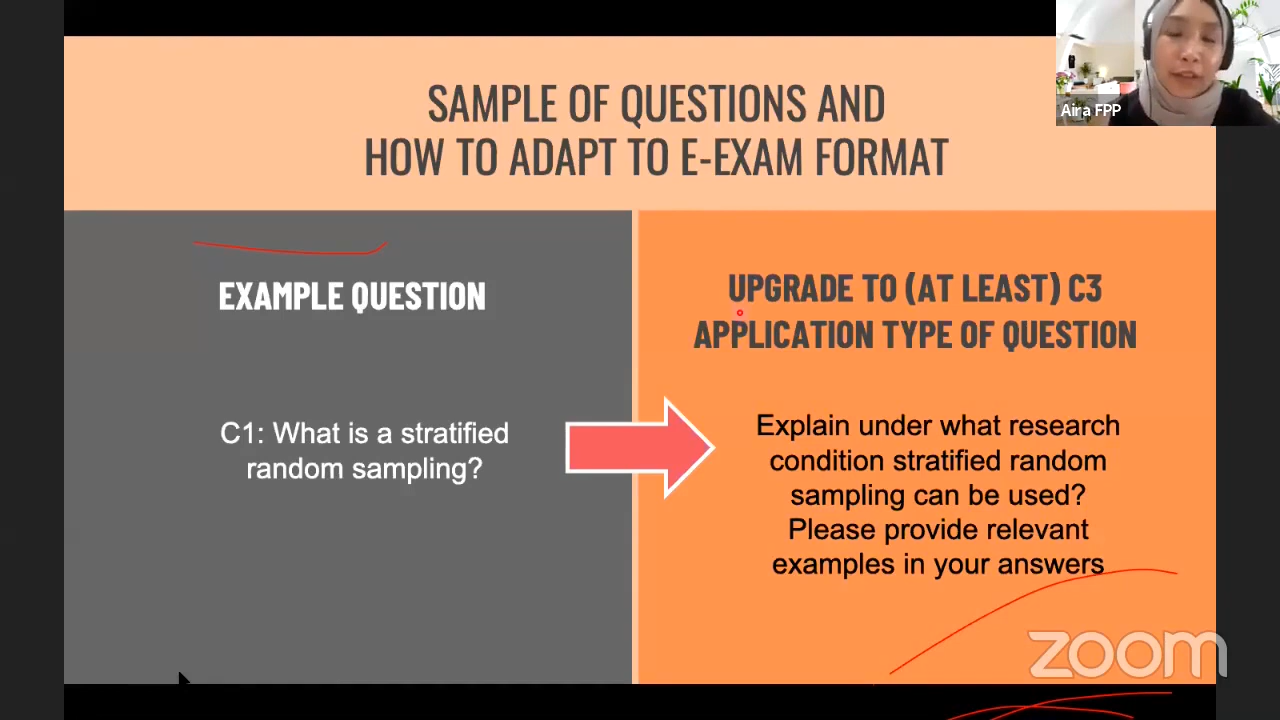 SAMPLE OF QUESTIONS AND
HOW TO ADAPT TO E-EXAM FORMAT
Aira FPP
EXAMPLE QUESTION
C1: What is a stratified
random sampling?
UPGRADE TO (AT LEAST) C3
APPLICATION TYPE OF QUESTION
Explain under what research
condition stratified random
sampling can be used?
Please provide relevant
examples in your answers
zoom